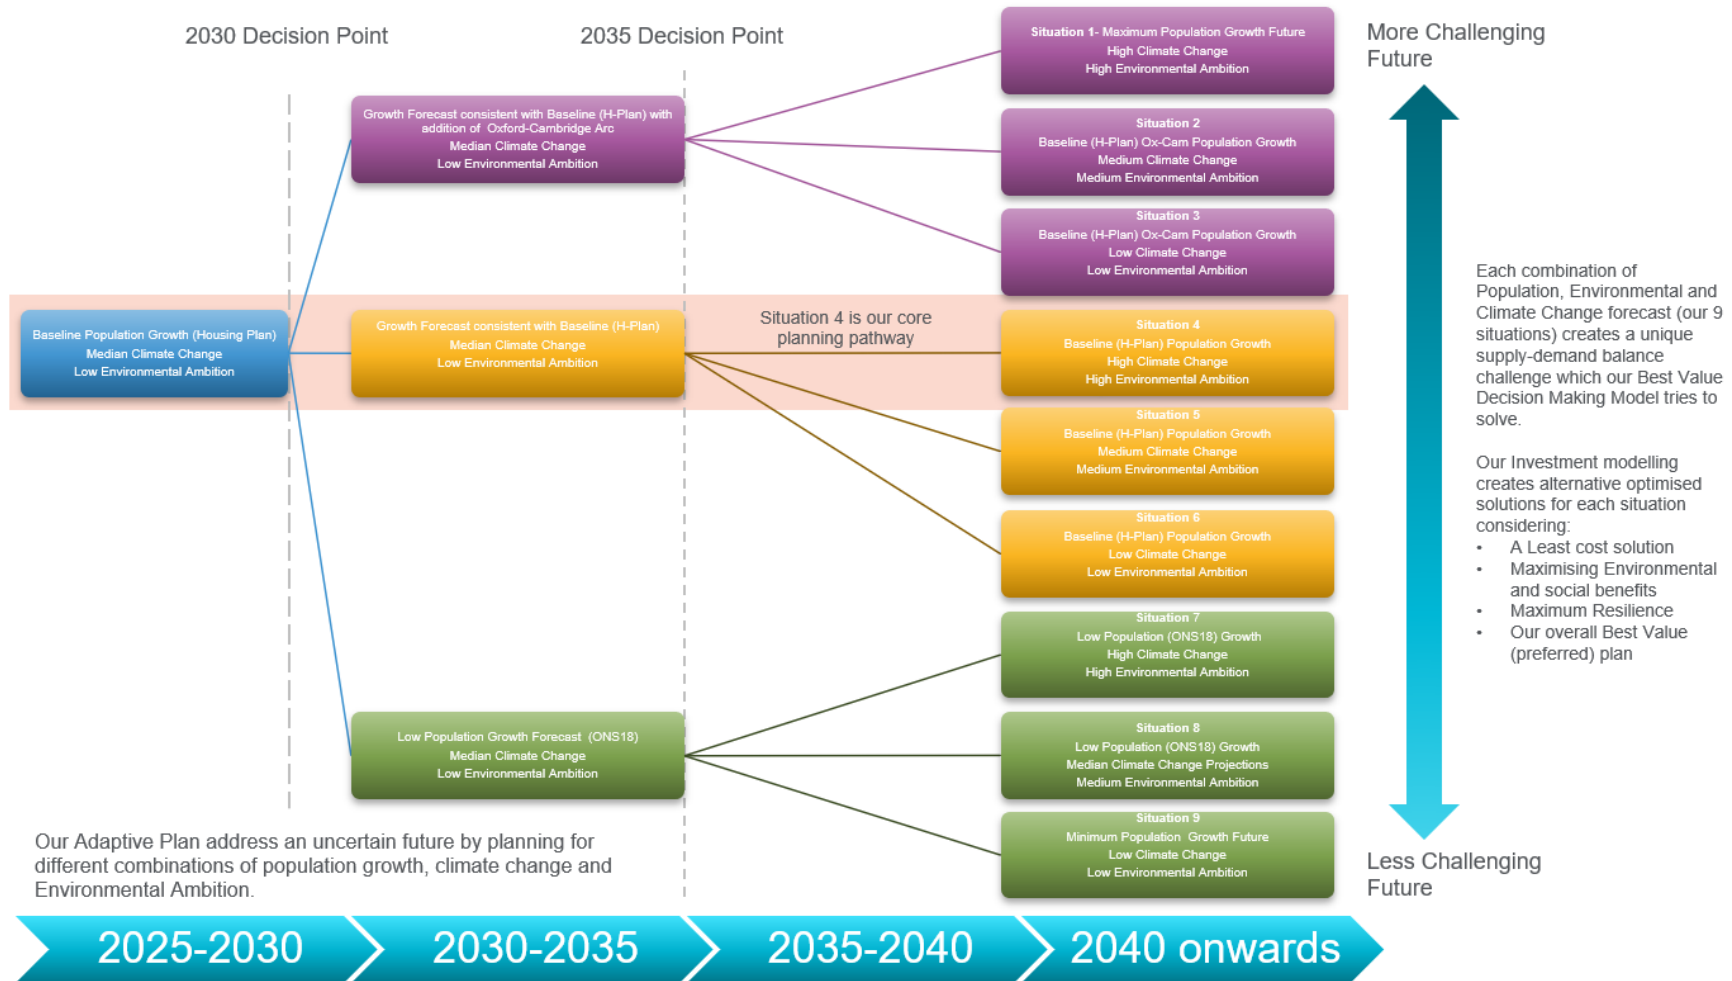 2030 Decision Point
2035 Decision Point
More Challenging
Future
Situation 1- Maximum Population Growth Future
High Climate Change
High Environmental Ambition
Growth Forecast consistent with Baseline (H-Plan) with
addition of Oxford-Cambridge Arc
Median Climate Change
Low Environmental Ambition
Situation 2
Baseline (H-Plan) Ox-Cam Population Growth
Medium Climate Change
Medium Environmental Ambition
Situation 3
Baseline (H-Plan) Ox-Cam Population Growth
Low Climate Change
Low Environmental Ambition
Baseline Population Growth (Housing Plan)
Median Climate Change
Low Environmental Ambition
Growth Forecast consistent with Baseline (H-Plan)
Median Climate Change
Low Environmental Ambition
Situation 4 is our core
planning pathway
Situation 4
Baseline (H-Plan) Population Growth
High Climate Change
High Environmental Ambition
Situation 5
Baseline (H-Plan) Population Growth
Medium Climate Change
Medium Environmental Ambition
Situation 6
Baseline (H-Plan) Population Growth
Low Climate Change
Low Environmental Ambition
Low Population Growth Forecast (ONS18)
Median Climate Change
Low Environmental Ambition
Situation 7
Low Population (ONS18) Growth
High Climate Change
High Environmental Ambition
Situation 8
Low Population (ONS18) Growth
Median Climate Change Projections
Medium Environmental Ambition
Situation 9
Minimum Population Growth Future
Low Climate Change
Low Environmental Ambition
Each combination of
Population, Environmental and
Climate Change forecast (our 9
situations) creates a unique
supply-demand balance
challenge which our Best Value
Decision Making Model tries to
solve.
Our Investment modelling
creates alternative optimised
solutions for each situation
considering:
• A Least cost solution
• Maximising Environmental
and social benefits
• Maximum Resilience
• Our overall Best Value
(preferred) plan
Less Challenging
Future
Our Adaptive Plan address an uncertain future by planning for
different combinations of population growth, climate change and
Environmental Ambition.
2025-2030
2030-2035
2035-2040
2040 onwards